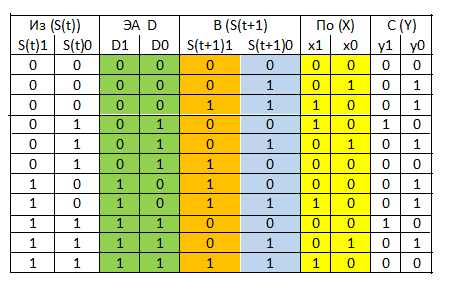 Из (S(t)) ЭА D В (S(t+1) По (X) С (Y)
S(t)1 S(t)0 D1 D0 S(t+1)1 S(t+1)0 x1 x0 y1 y0
0 0 0 0 0 0 0 0 0 0
0 0 0 0 0 1 0 1 0 1
0 0 0 0 1 1 1 0 0 1
0 1 0 1 0 0 1 0 1 0
0 1 0 1 0 1 0 1 0 1
0 1 0 1 1 0 0 0 0 0
1 0 1 0 1 0 0 0 0 1
1 0 1 0 1 1 1 0 0 1
1 1 1 1 0 0 0 0 1 0
1 1 1 1 0 1 0 1 0 1
1 1 1 1 1 1 1 0 0 0